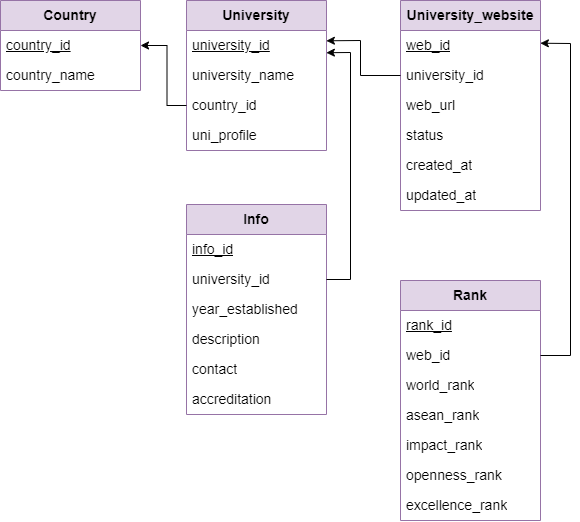 Country
country_id
country_name
University
university_id
university_name
country_id
uni_profile
University_website
web_id
university_id
web_url
status
created_at
updated_at
Info
info_id
university_id
year_established
description
contact
accreditation
Rank
rank_id
web_id
world_rank
asean_rank
impact_rank
openness_rank
excellence_rank